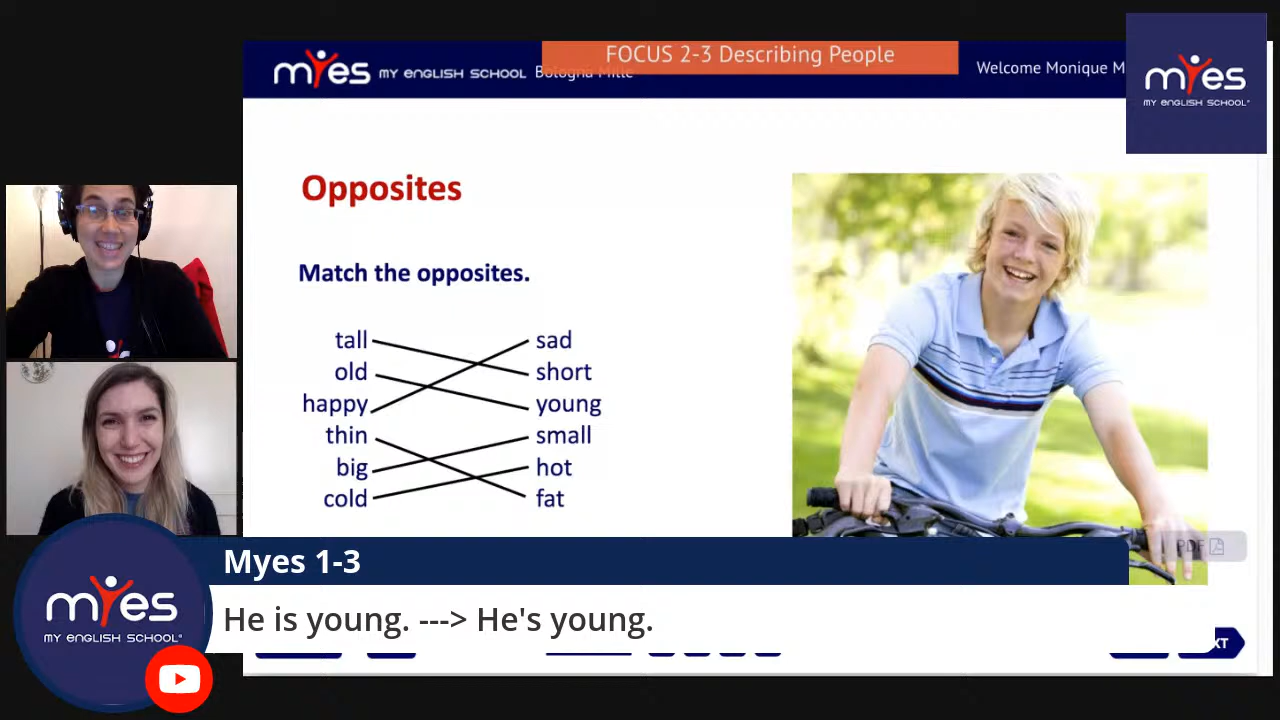 FOCUS 2-3 Describing People
myes MY ENGLISH SCHOOL Bologna Mille
Welcome Monique M
myes
MY ENGLISH SCHOOL®
Opposites
Match the opposites.
tall sad
old short
happy young
thin small
big hot
cold fat
PDF
Myes 1-3
He is young. ---> He's young.
myes
MY ENGLISH SCHOOL®
XT